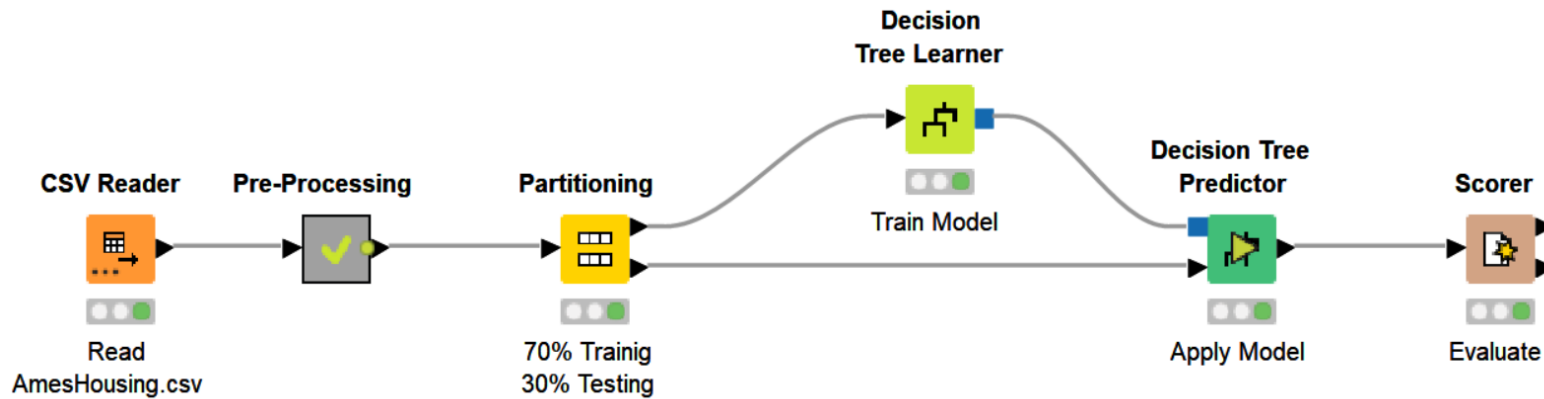 Decision
Tree Learner
Train Model
CSV Reader
Read
AmesHousing.csv
Pre-Processing
Partitioning
70% Trainig
30% Testing
Decision Tree
Predictor
Apply Model
Scorer
Evaluate